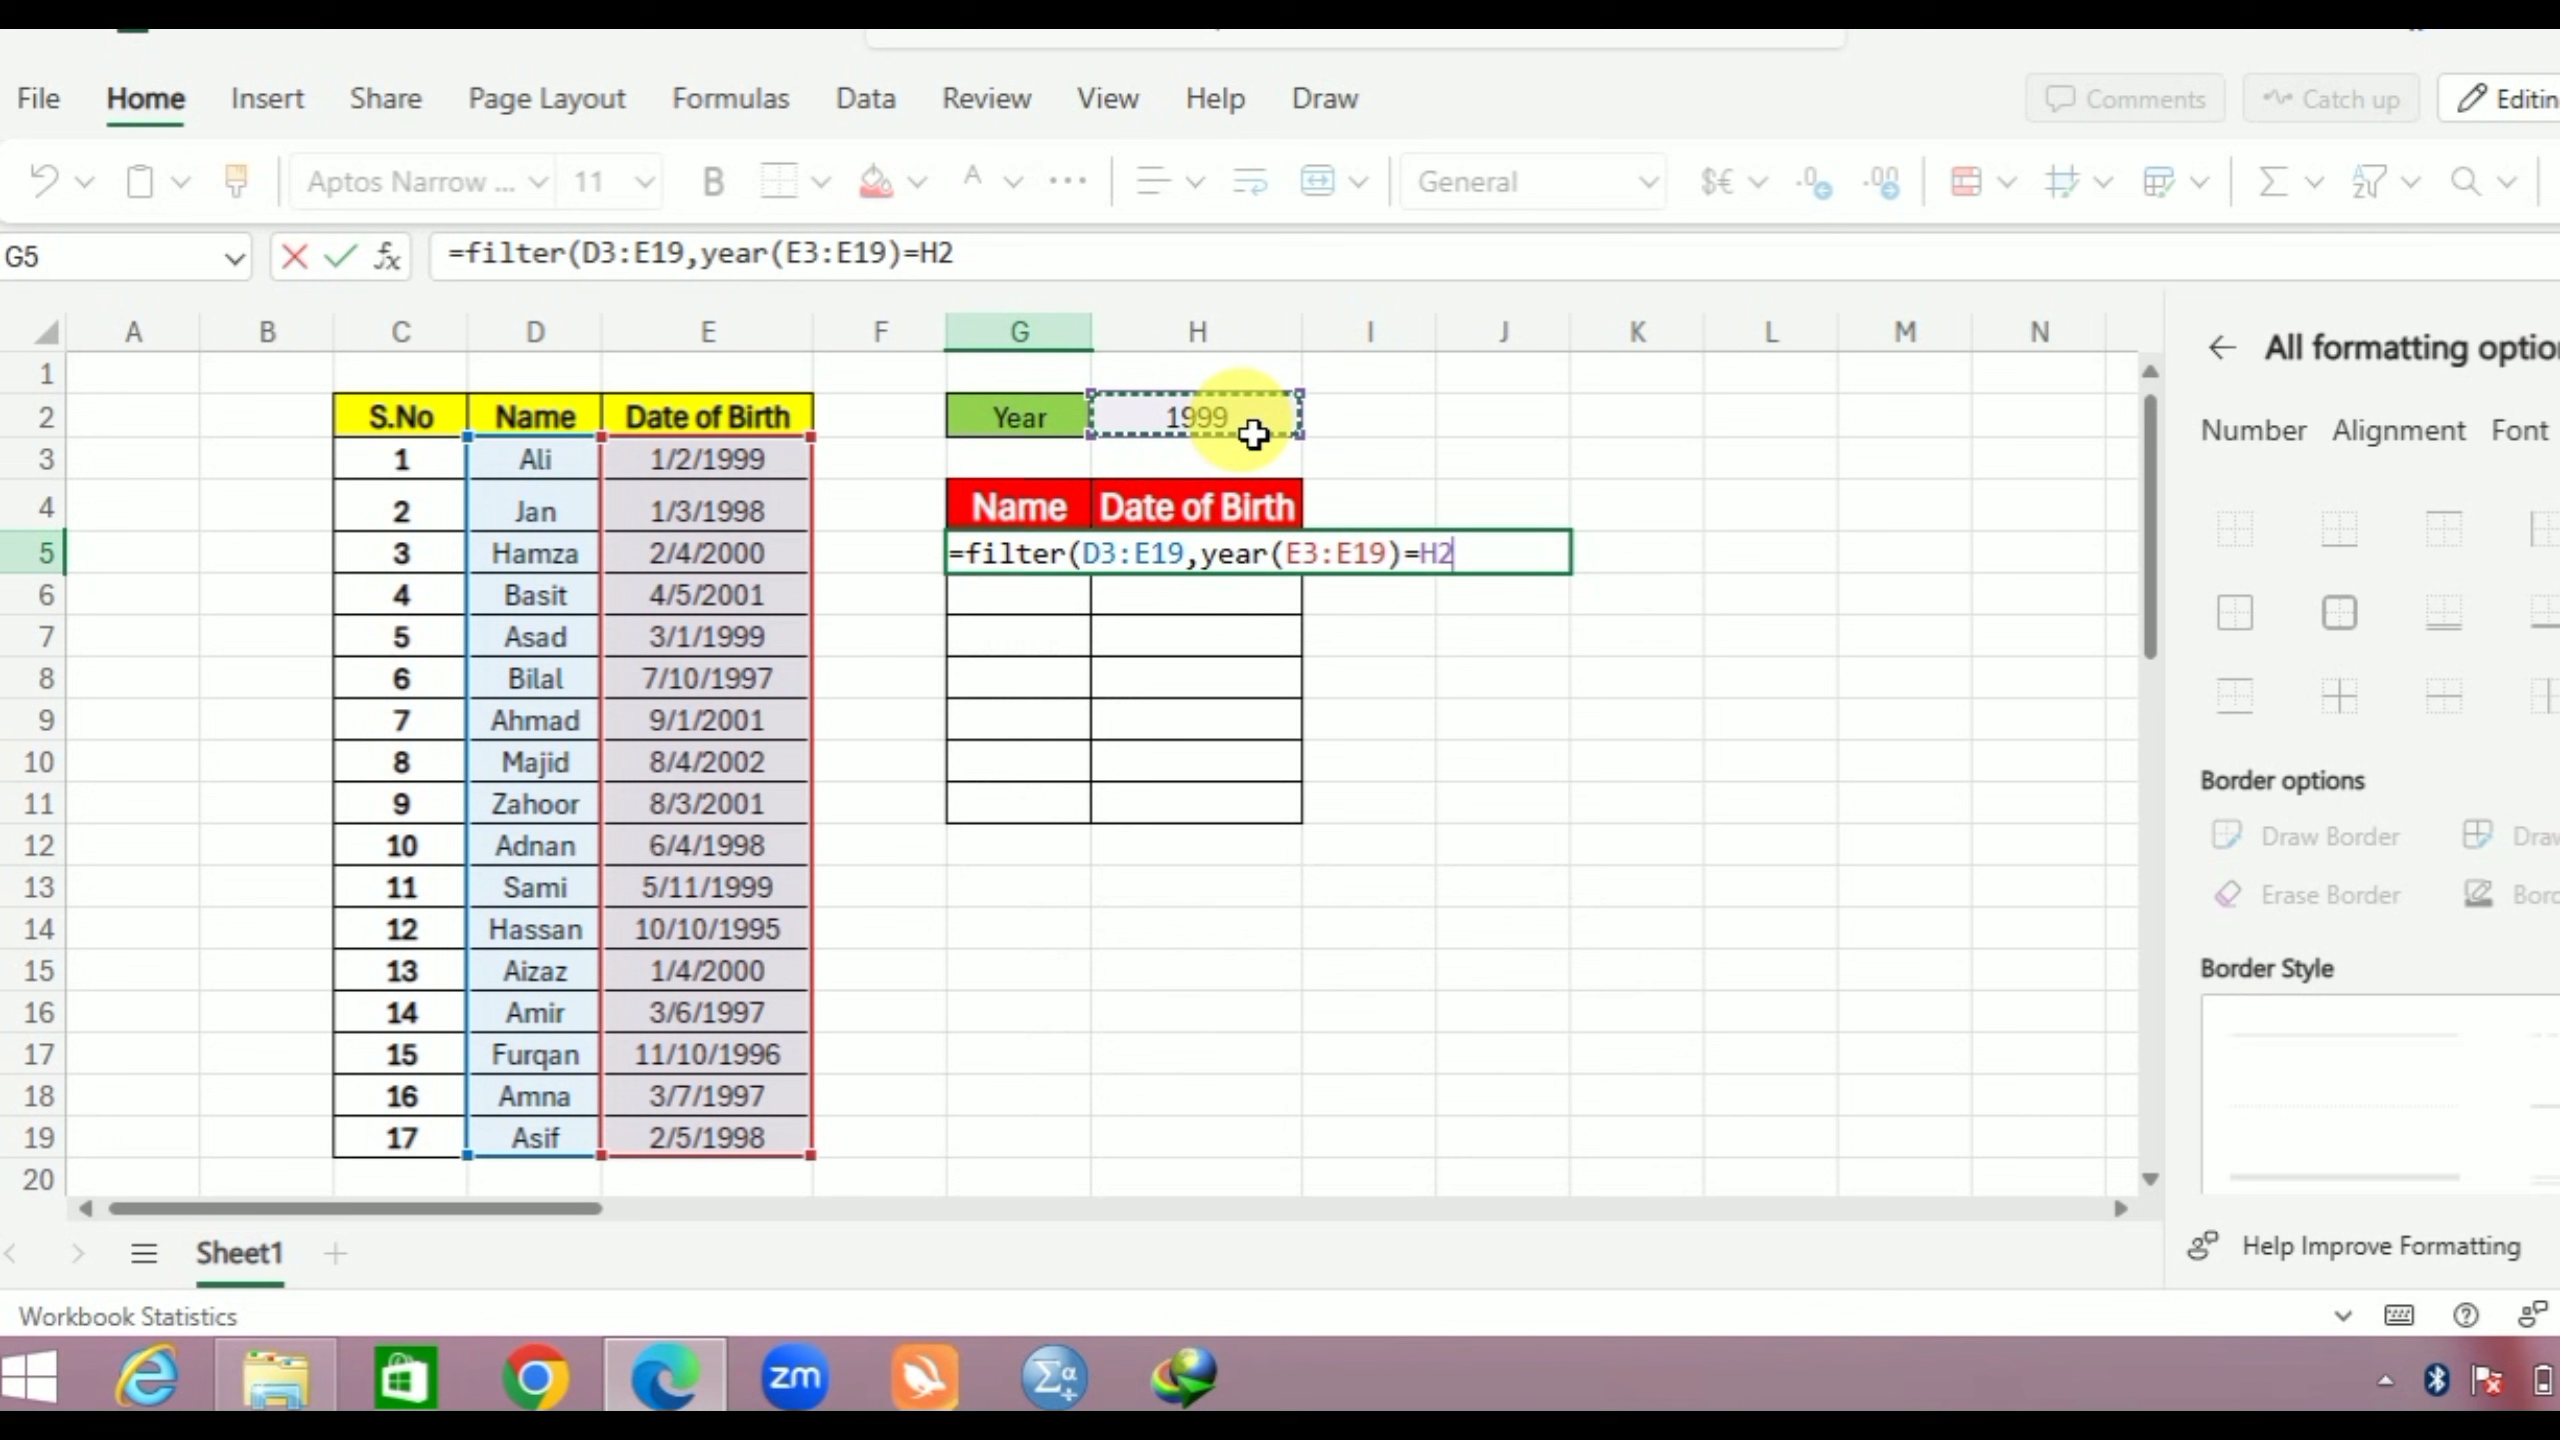 File Home Insert Share Page Layout Formulas Data Review View Help Draw Comments Catch up Editin
Aptos Narrow ... 11 B A General $€
G5 fx =filter(D3:E19,year(E3:E19)=H2
A B C D E F G H I J K L M N
1
2 S.No Name Date of Birth Year 1999
3 1 Ali 1/2/1999
4 2 Jan 1/3/1998 Name Date of Birth
5 3 Hamza 2/4/2000 =filter(D3:E19,year(E3:E19)=H2
6 4 Basit 4/5/2001
7 5 Asad 3/1/1999
8 6 Bilal 7/10/1997
9 7 Ahmad 9/1/2001
10 8 Majid 8/4/2002
11 9 Zahoor 8/3/2001
12 10 Adnan 6/4/1998
13 11 Sami 5/11/1999
14 12 Hassan 10/10/1995
15 13 Aizaz 1/4/2000
16 14 Amir 3/6/1997
17 15 Furqan 11/10/1996
18 16 Amna 3/7/1997
19 17 Asif 2/5/1998
20
All formatting optio
Number Alignment Font
Border options
Draw Border Draw
Erase Border Bord
Border Style
Help Improve Formatting
Sheet1
Workbook Statistics
zm